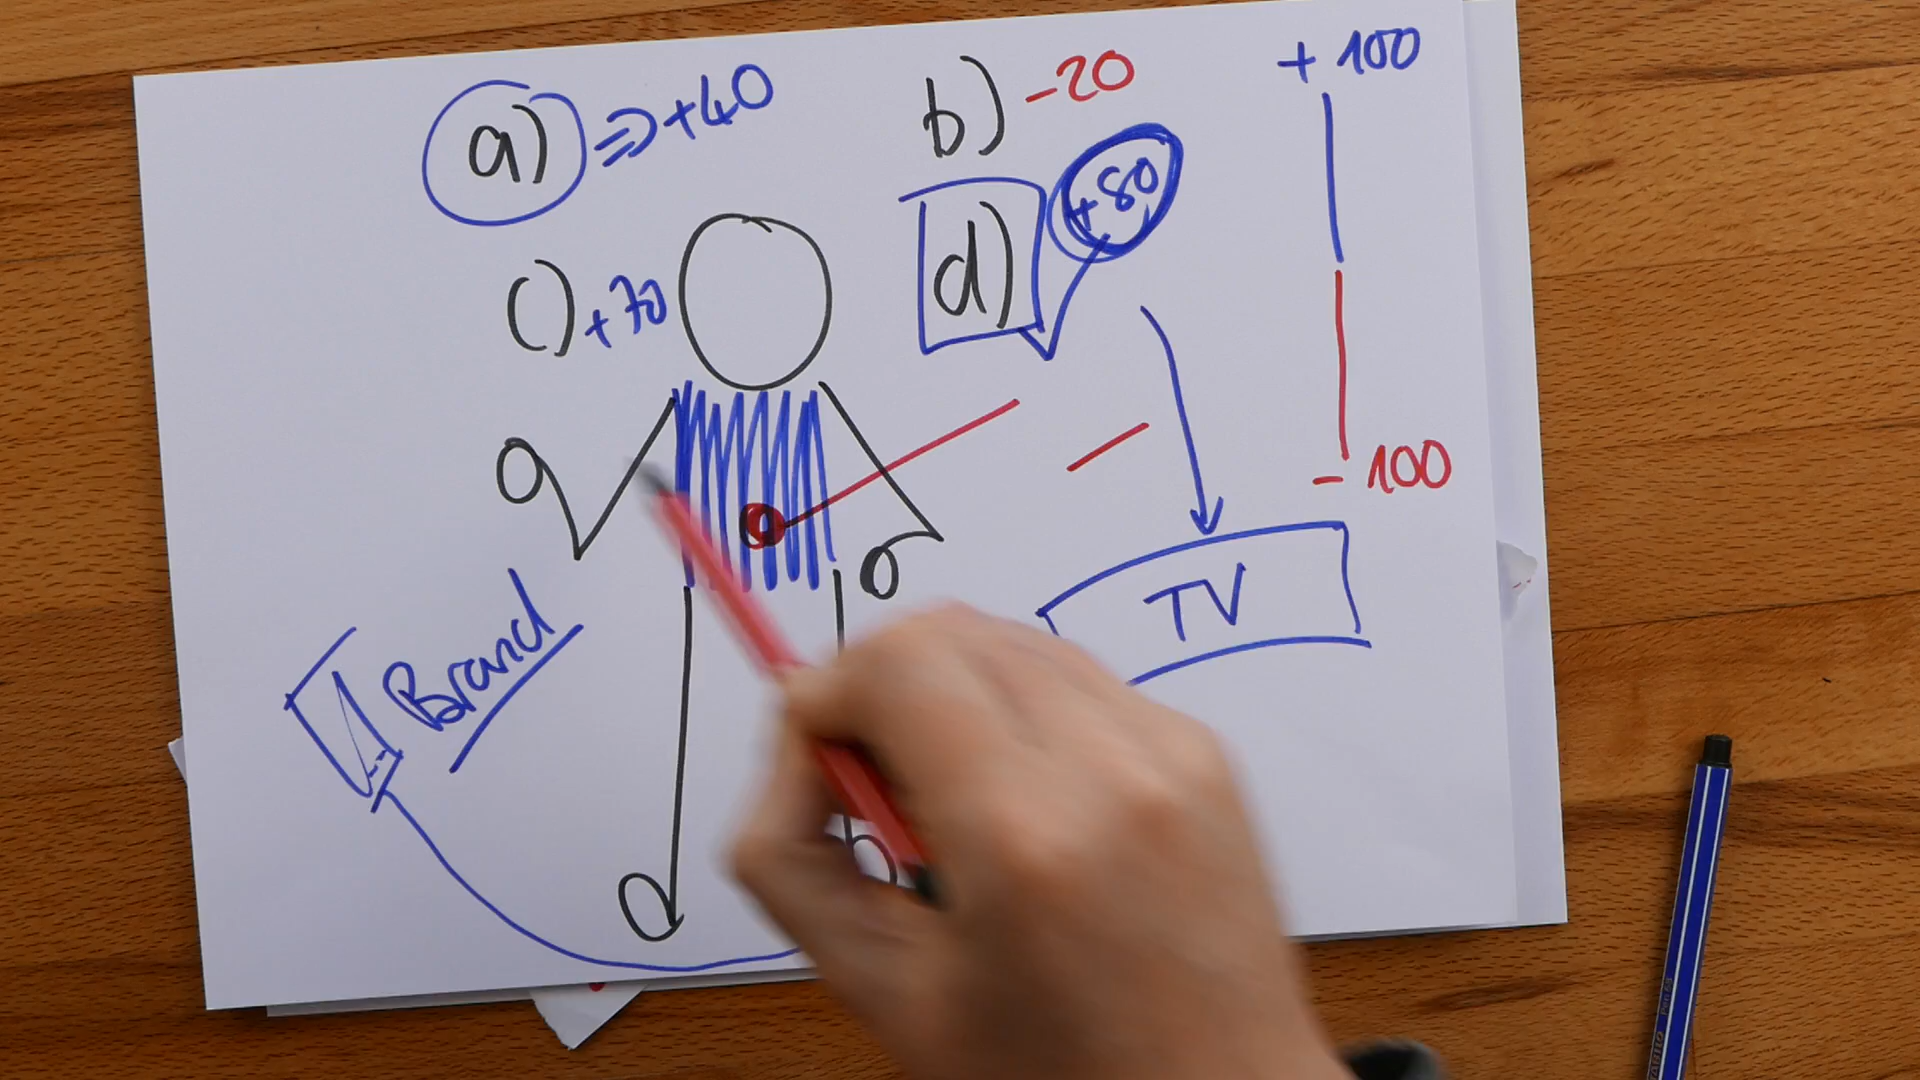 a) => +40
b) -20
+ 100
c) + 70
d) + 80
- 100
Brand
TV